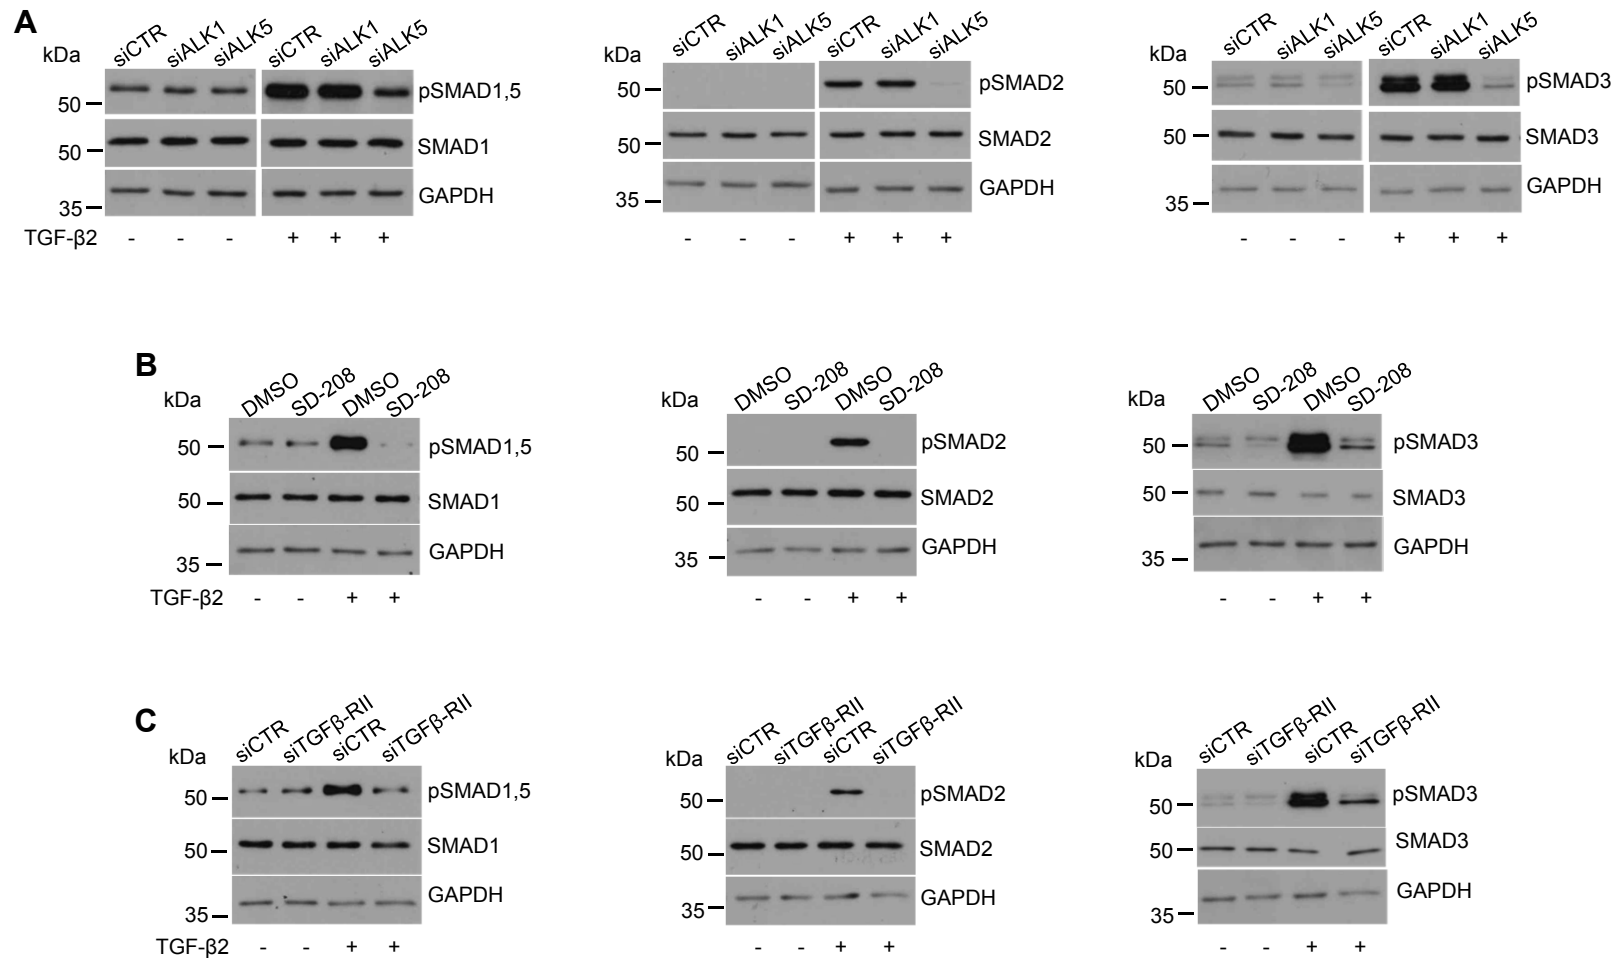 A
siCTR siALK1 siALK5 siCTR siALK1 siALK5
kDa
50 pSMAD1,5
50 SMAD1
35 GAPDH
TGF-β2 - - - + + +
siCTR siALK1 siALK5 siCTR siALK1 siALK5
kDa
50 pSMAD2
50 SMAD2
35 GAPDH
- - - + + +
siCTR siALK1 siALK5 siCTR siALK1 siALK5
kDa
50 pSMAD3
50 SMAD3
35 GAPDH
- - - + + +
B
DMSO SD-208 DMSO SD-208
kDa
50 pSMAD1,5
50 SMAD1
35 GAPDH
TGF-β2 - - + +
DMSO SD-208 DMSO SD-208
kDa
50 pSMAD2
50 SMAD2
35 GAPDH
- - + +
DMSO SD-208 DMSO SD-208
kDa
50 pSMAD3
50 SMAD3
35 GAPDH
- - + +
C
siCTR siTGFβ-RII siCTR siTGFβ-RII
kDa
50 pSMAD1,5
50 SMAD1
35 GAPDH
TGF-β2 - - + +
siCTR siTGFβ-RII siCTR siTGFβ-RII
kDa
50 pSMAD2
50 SMAD2
35 GAPDH
- - + +
siCTR siTGFβ-RII siCTR siTGFβ-RII
kDa
50 pSMAD3
50 SMAD3
35 GAPDH
- - + +